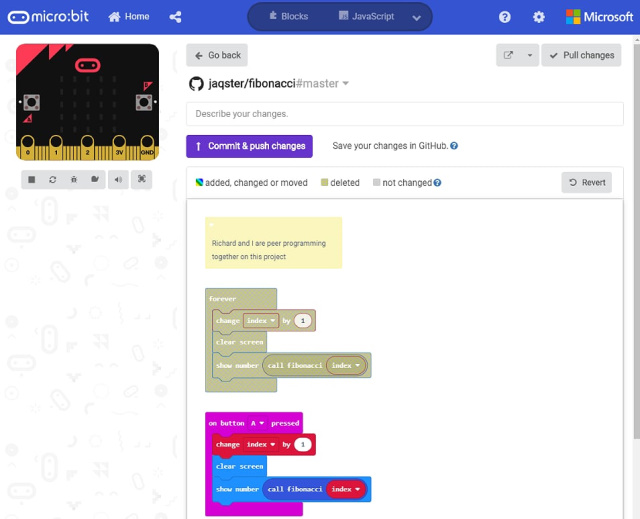 micro:bit Home Blocks JavaScript Microsoft
Go back Pull changes
jaqster/fibonacci#master
Describe your changes.
Commit & push changes Save your changes in GitHub.
added, changed or moved deleted not changed Revert
Richard and I are peer programming
together on this project
forever
change index by 1
clear screen
show number call fibonacci index
on button A pressed
change index by 1
clear screen
show number call fibonacci index
A
B
0 1 2 3V GND